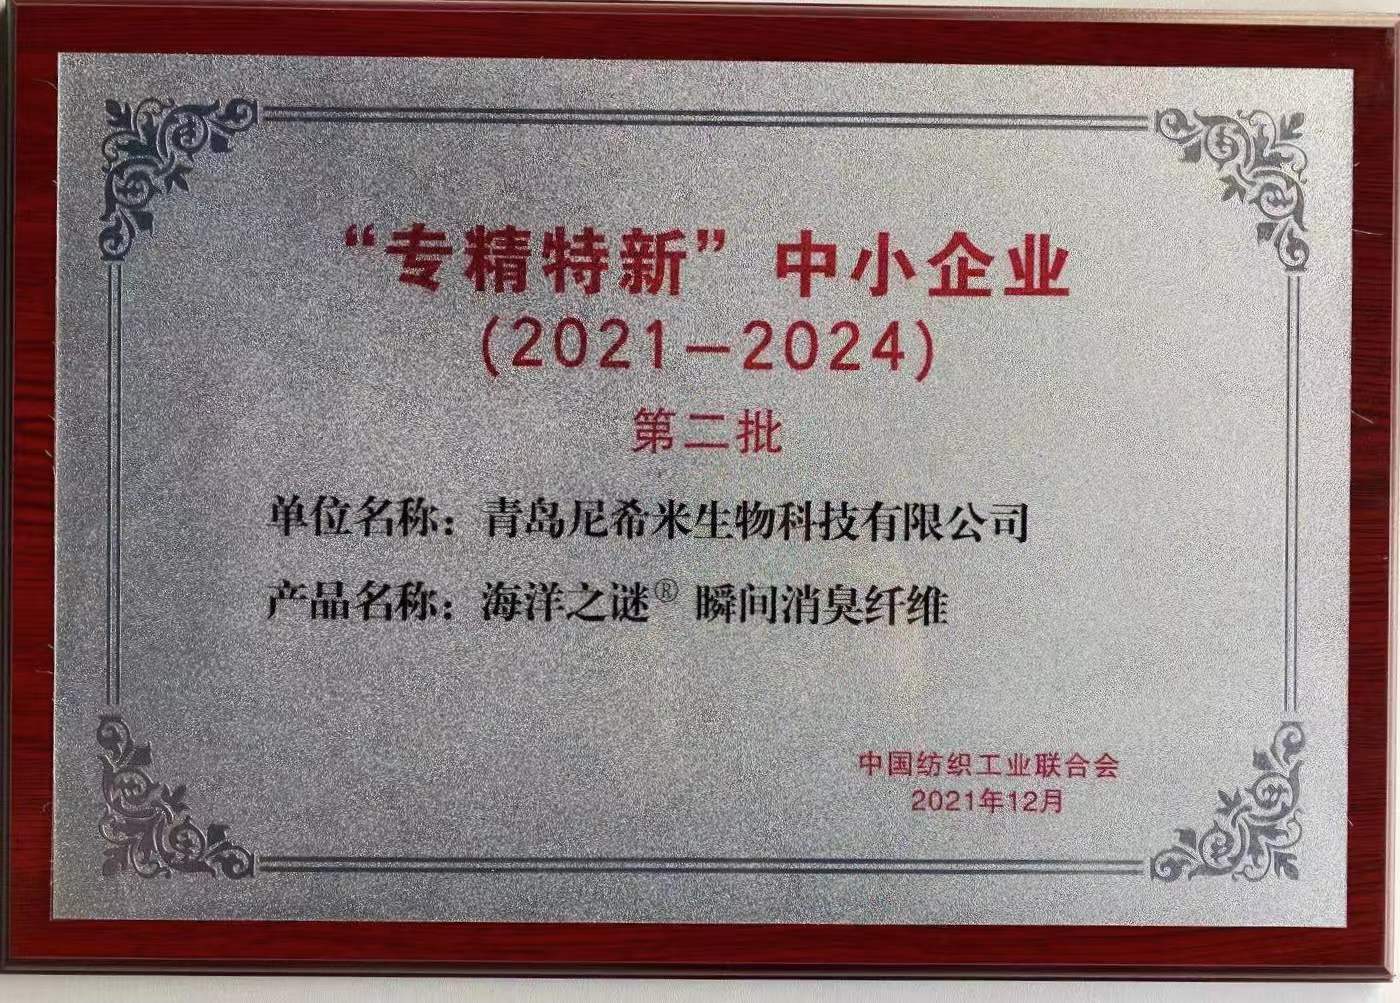 “专精特新”中小企业
(2021—2024)
第二批
单位名称：青岛尼希米生物科技有限公司
产品名称：海洋之谜® 瞬间消臭纤维
中国纺织工业联合会
2021年12月